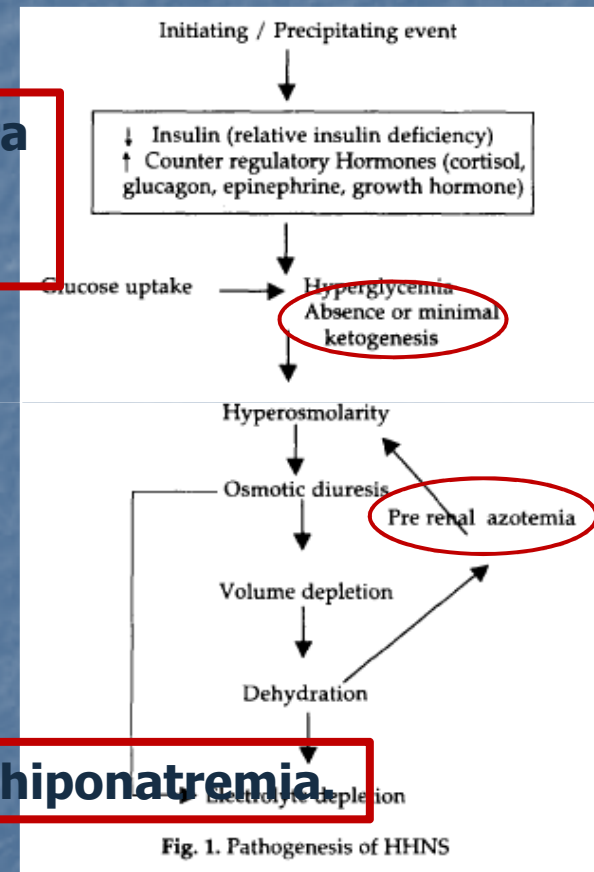 Initiating / Precipitating event
a
↓ Insulin (relative insulin deficiency)
↑ Counter regulatory Hormones (cortisol,
glucagon, epinephrine, growth hormone)
Glucose uptake
Hyperglycemia
Absence or minimal
ketogenesis
Hyperosmolarity
Osmotic diuresis
Pre renal azotemia
Volume depletion
Dehydration
hiponatremia.
Electrolyte depletion
Fig. 1. Pathogenesis of HHNS